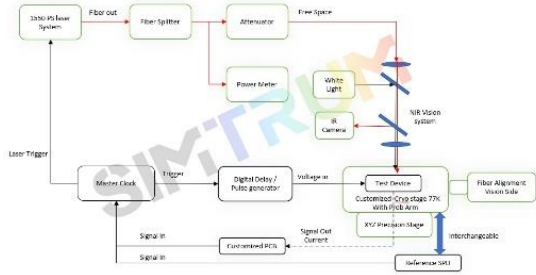 1550 PS laser
System
Fiber out
Fiber Splitter
Attenuator
Free Space
Power Meter
White
Light
IR
Camera
NIR Vision
system
Laser Trigger
Master Clock
Trigger
Digital Delay /
Pulse generator
Voltage in
Test Device
Customized-Cryo stage 77K
With Prob Arm
Fiber Alignment
Vision Side
XYZ Precision Stage
Signal Out
Current
Interchangeable
Signal In
Customized PCB
Signal In
Reference SPD
SIMTRUM